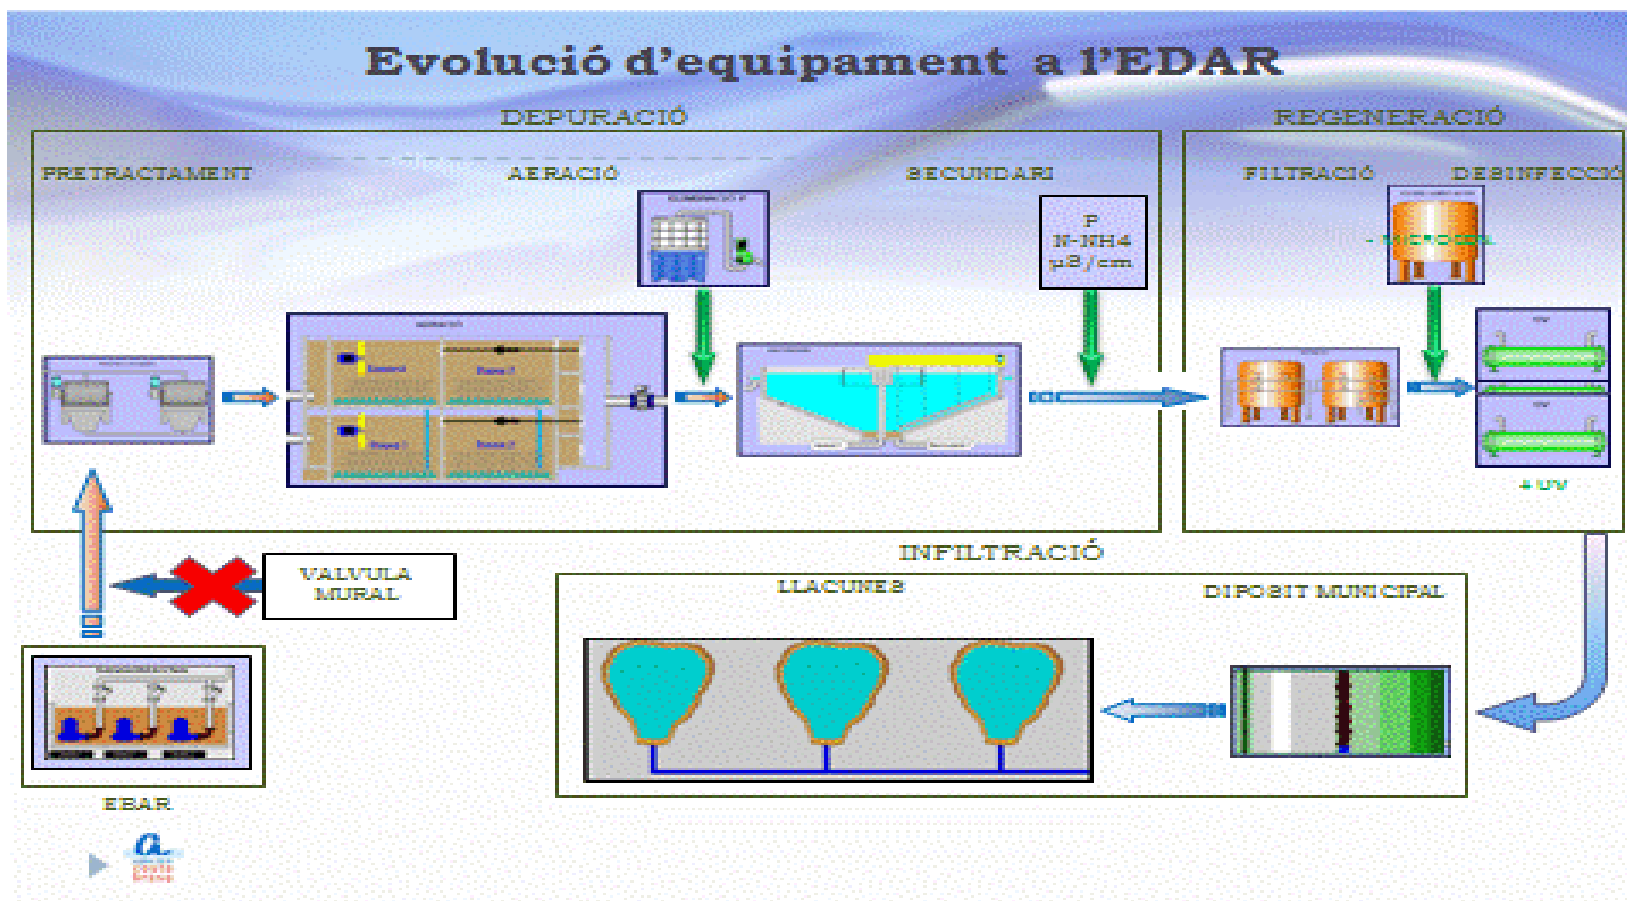 Evolució d'equipament a l'EDAR
DEPURACIÓ
REGENERACIÓ
PRETRACTAMENT
AERACIÓ
SECUNDARI
FILTRACIÓ
DESINFECCIÓ
P
N-NH4
µS/cm
+UV
VALVULA
MURAL
INFILTRACIÓ
LLACUNES
DIPOSIT MUNICIPAL
EBAR